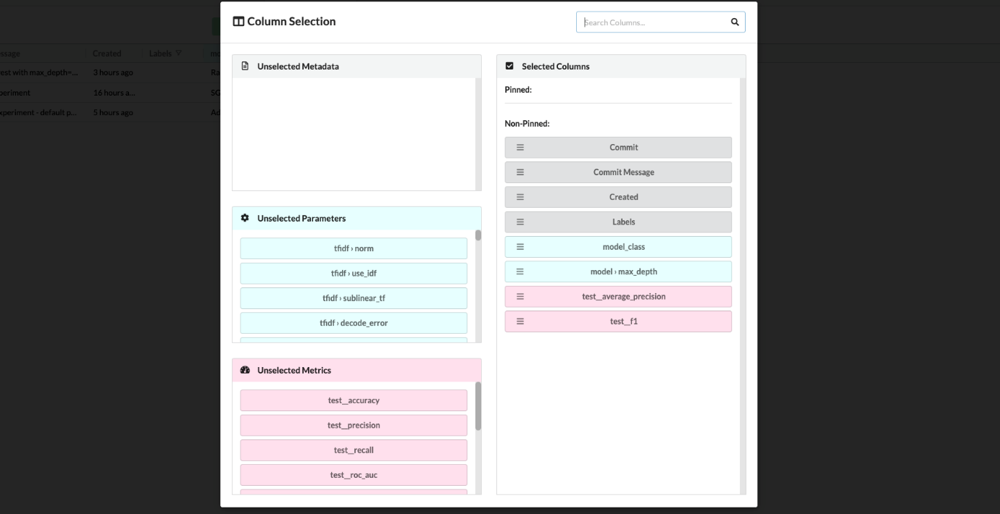 Column Selection
Search Columns...
ssage
Created
Labels
mo
est with max_depth=...
3 hours ago
Ra
periment
16 hours a...
SG
xperiment - default p...
5 hours ago
Ad
Unselected Metadata
Unselected Parameters
tfidf › norm
tfidf › use_idf
tfidf › sublinear_tf
tfidf › decode_error
Unselected Metrics
test__accuracy
test__precision
test__recall
test__roc_auc
Selected Columns
Pinned:
Non-Pinned:
Commit
Commit Message
Created
Labels
model_class
model › max_depth
test__average_precision
test__f1